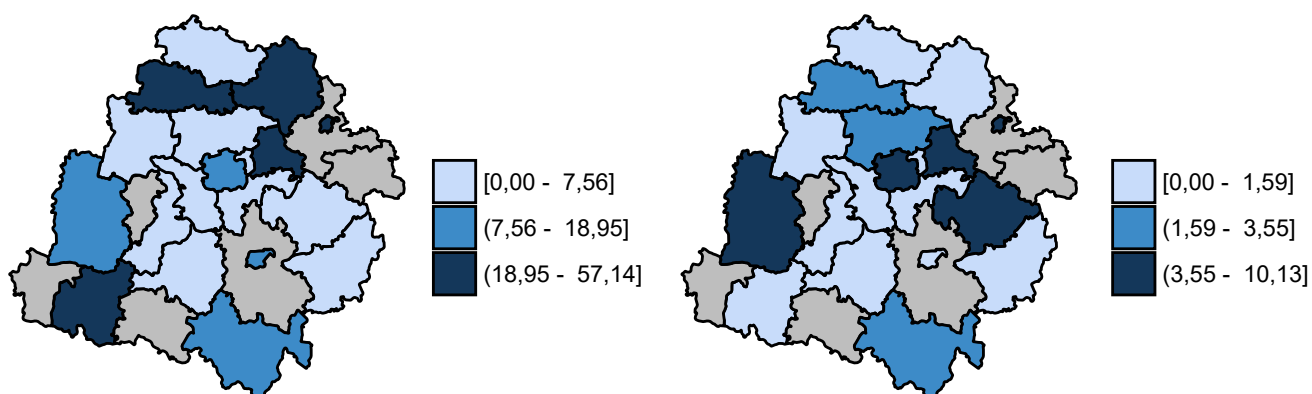 [0,00 -  7,56]
(7,56 -  18,95]
(18,95 -  57,14]
[0,00 -  1,59]
(1,59 -  3,55]
(3,55 -  10,13]